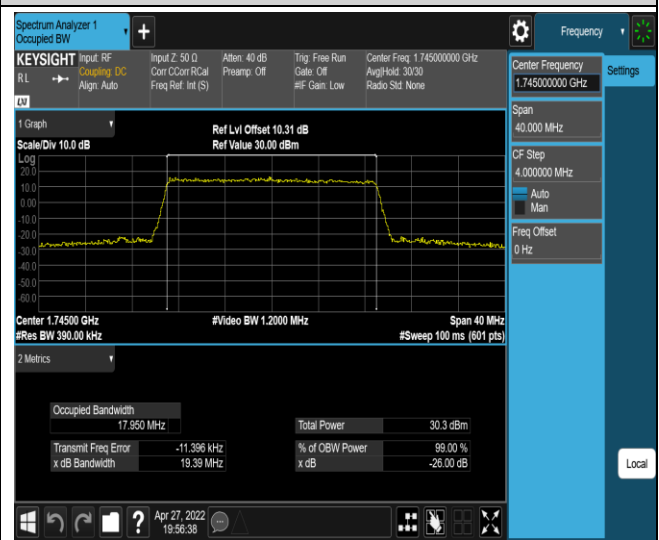 Spectrum Analyzer 1
Occupied BW
Frequency
KEYSIGHT
RL
LXI
Input: RF
Coupling: DC
Align: Auto
Input Z: 50 Ω
Corr CCorr RCal
Freq Ref: Int (S)
Atten: 40 dB
Preamp: Off
Trig: Free Run
Gate: Off
#IF Gain: Low
Center Freq: 1.745000000 GHz
Avg|Hold: 30/30
Radio Std: None
Center Frequency
1.745000000 GHz
Settings
Span
40.000 MHz
CF Step
4.000000 MHz
Auto
Man
Freq Offset
0 Hz
Local
1 Graph
Scale/Div 10.0 dB
Ref Lvl Offset 10.31 dB
Ref Value 30.00 dBm
Log
20.0
10.0
0.00
-10.0
-20.0
-30.0
-40.0
-50.0
-60.0
Center 1.74500 GHz
#Video BW 1.2000 MHz
Span 40 MHz
#Res BW 390.00 kHz
#Sweep 100 ms (601 pts)
2 Metrics
Occupied Bandwidth
17.950 MHz
Total Power 30.3 dBm
Transmit Freq Error -11.396 kHz
% of OBW Power 99.00 %
x dB Bandwidth 19.39 MHz
x dB -26.00 dB
Apr 27, 2022
19:56:38